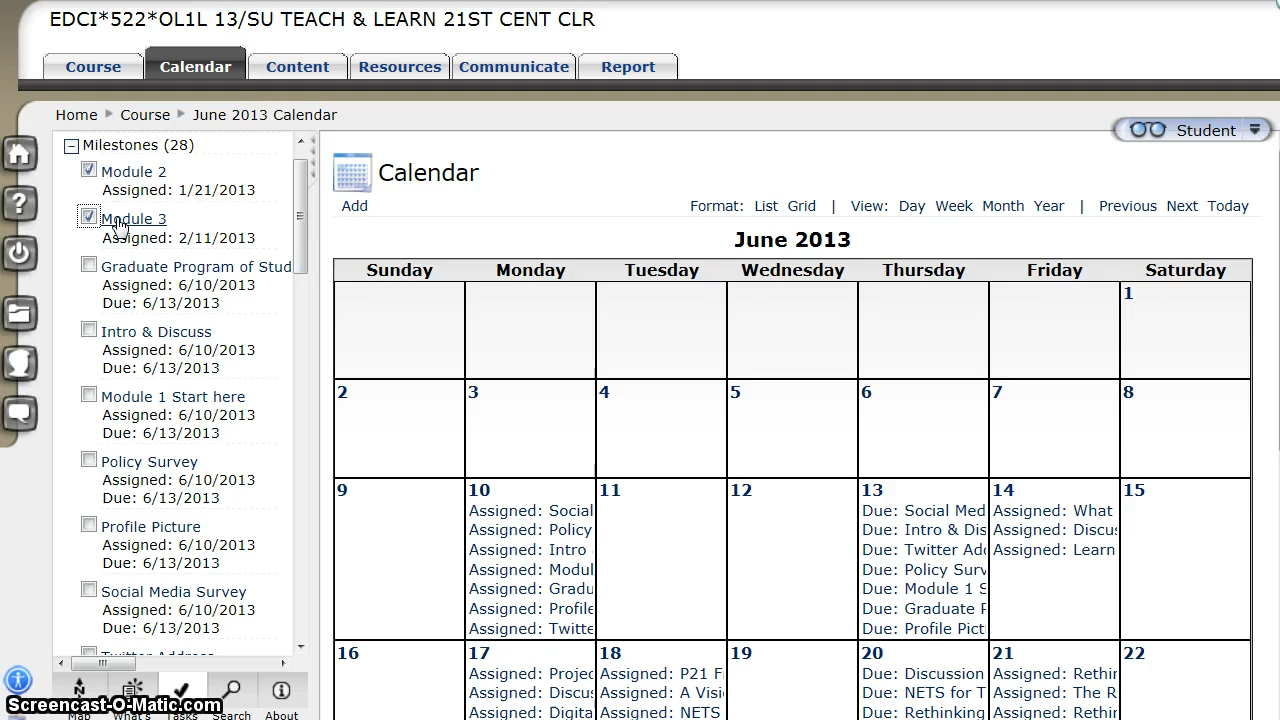 EDCI*522*OL1L 13/SU TEACH & LEARN 21ST CENT CLR
Course Calendar Content Resources Communicate Report
Home Course June 2013 Calendar
Student
Milestones (28)
Module 2
Assigned: 1/21/2013
Module 3
Assigned: 2/11/2013
Graduate Program of Stud
Assigned: 6/10/2013
Due: 6/13/2013
Intro & Discuss
Assigned: 6/10/2013
Due: 6/13/2013
Module 1 Start here
Assigned: 6/10/2013
Due: 6/13/2013
Policy Survey
Assigned: 6/10/2013
Due: 6/13/2013
Profile Picture
Assigned: 6/10/2013
Due: 6/13/2013
Social Media Survey
Assigned: 6/10/2013
Due: 6/13/2013
Twitter Address
Map What's Tasks Search About
Calendar
Add
Format: List Grid | View: Day Week Month Year | Previous Next Today
June 2013
Sunday Monday Tuesday Wednesday Thursday Friday Saturday
1
2 3 4 5 6 7 8
9 10 11 12 13 14 15
Assigned: Social Due: Social Med Assigned: What
Assigned: Policy Due: Intro & Dis Assigned: Discu
Assigned: Intro Due: Twitter Add Assigned: Learn
Assigned: Modul Due: Policy Surv
Assigned: Gradu Due: Module 1 S
Assigned: Profile Due: Graduate P
Assigned: Twitte Due: Profile Pict
16 17 18 19 20 21 22
Assigned: Projec Assigned: P21 F Due: Discussion Assigned: Rethin
Assigned: Discu Assigned: A Visi Due: NETS for T Assigned: The R
Assigned: Digita Assigned: NETS Due: Rethinking Assigned: Rethin
Screencast-O-Matic.com